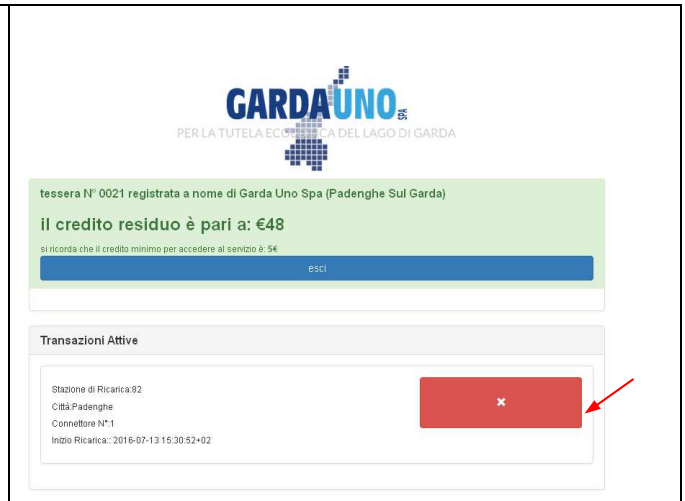 GARDAUNO SPA
PER LA TUTELA ECOLOGICA DEL LAGO DI GARDA
tessera N° 0021 registrata a nome di Garda Uno Spa (Padenghe Sul Garda)
il credito residuo è pari a: €48
si ricorda che il credito minimo per accedere al servizio è: 5€
esci
Transazioni Attive
Stazione di Ricarica:82
Città:Padenghe
Connettore N°:1
Inizio Ricarica:: 2016-07-13 15:30:52+02